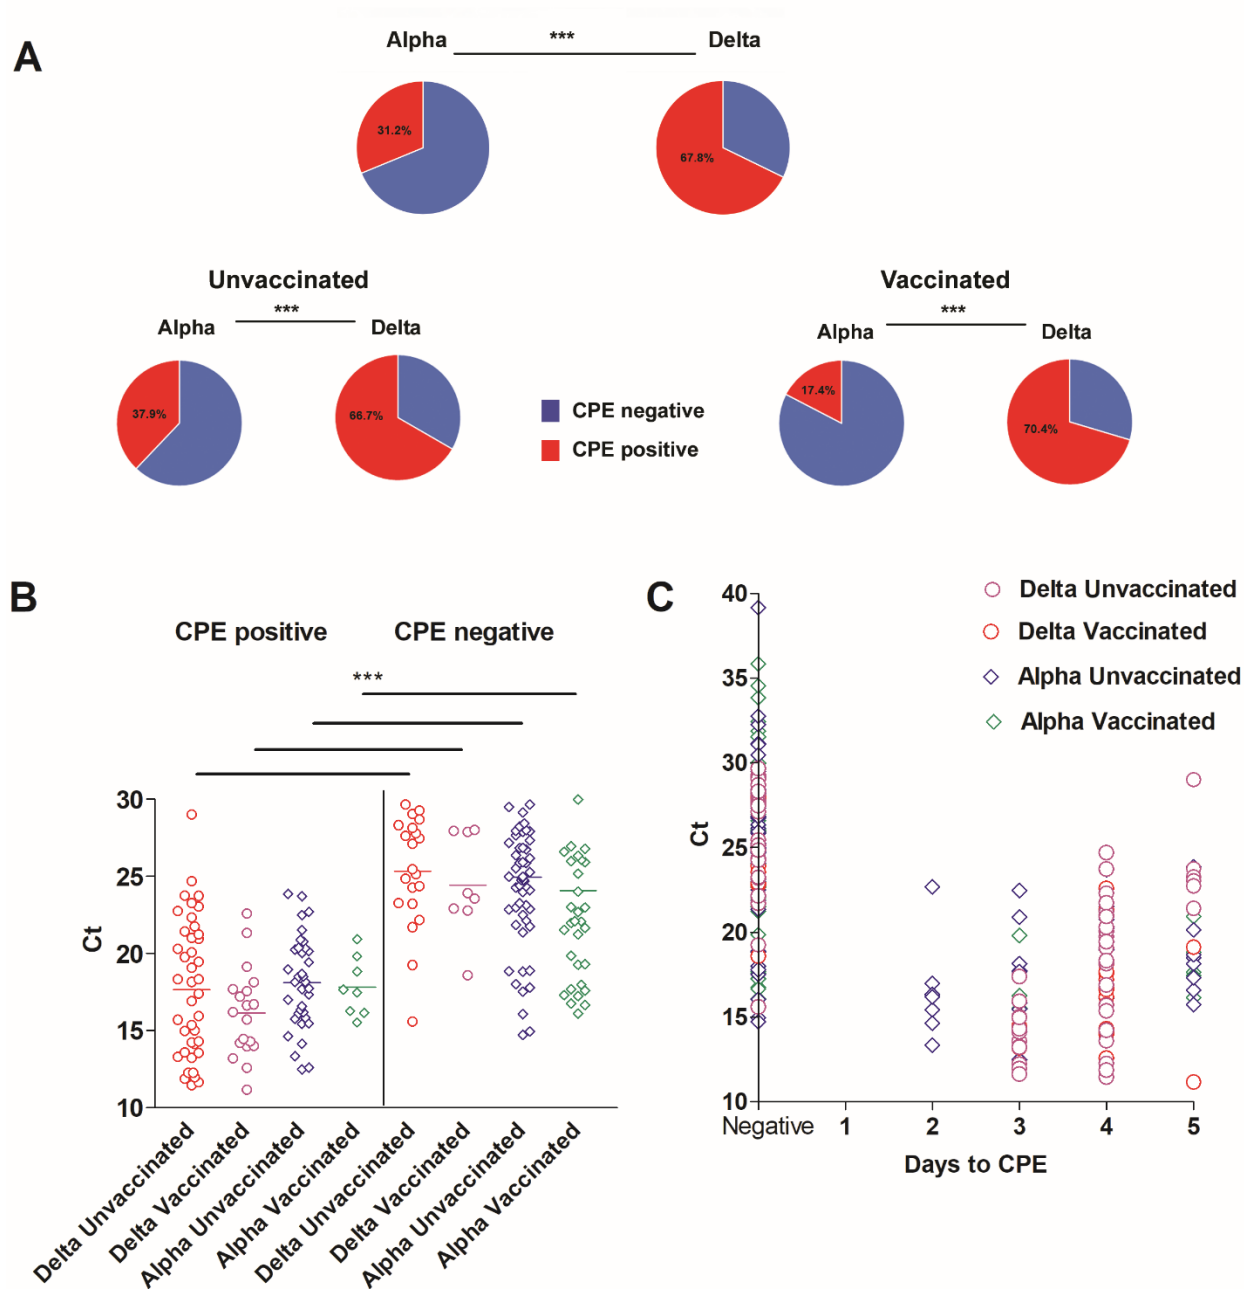 A
Alpha *** Delta
31.2%
67.8%
Unvaccinated
Vaccinated
Alpha *** Delta
Alpha *** Delta
37.9%
66.7%
17.4%
70.4%
CPE negative
CPE positive
B
CPE positive CPE negative
***
30
25
20
15
10
Ct
Delta Unvaccinated
Delta Vaccinated
Alpha Unvaccinated
Alpha Vaccinated
Delta Unvaccinated
Delta Vaccinated
Alpha Unvaccinated
Alpha Vaccinated
C
Delta Unvaccinated
Delta Vaccinated
Alpha Unvaccinated
Alpha Vaccinated
40
35
30
25
20
15
10
Ct
Negative 1 2 3 4 5
Days to CPE